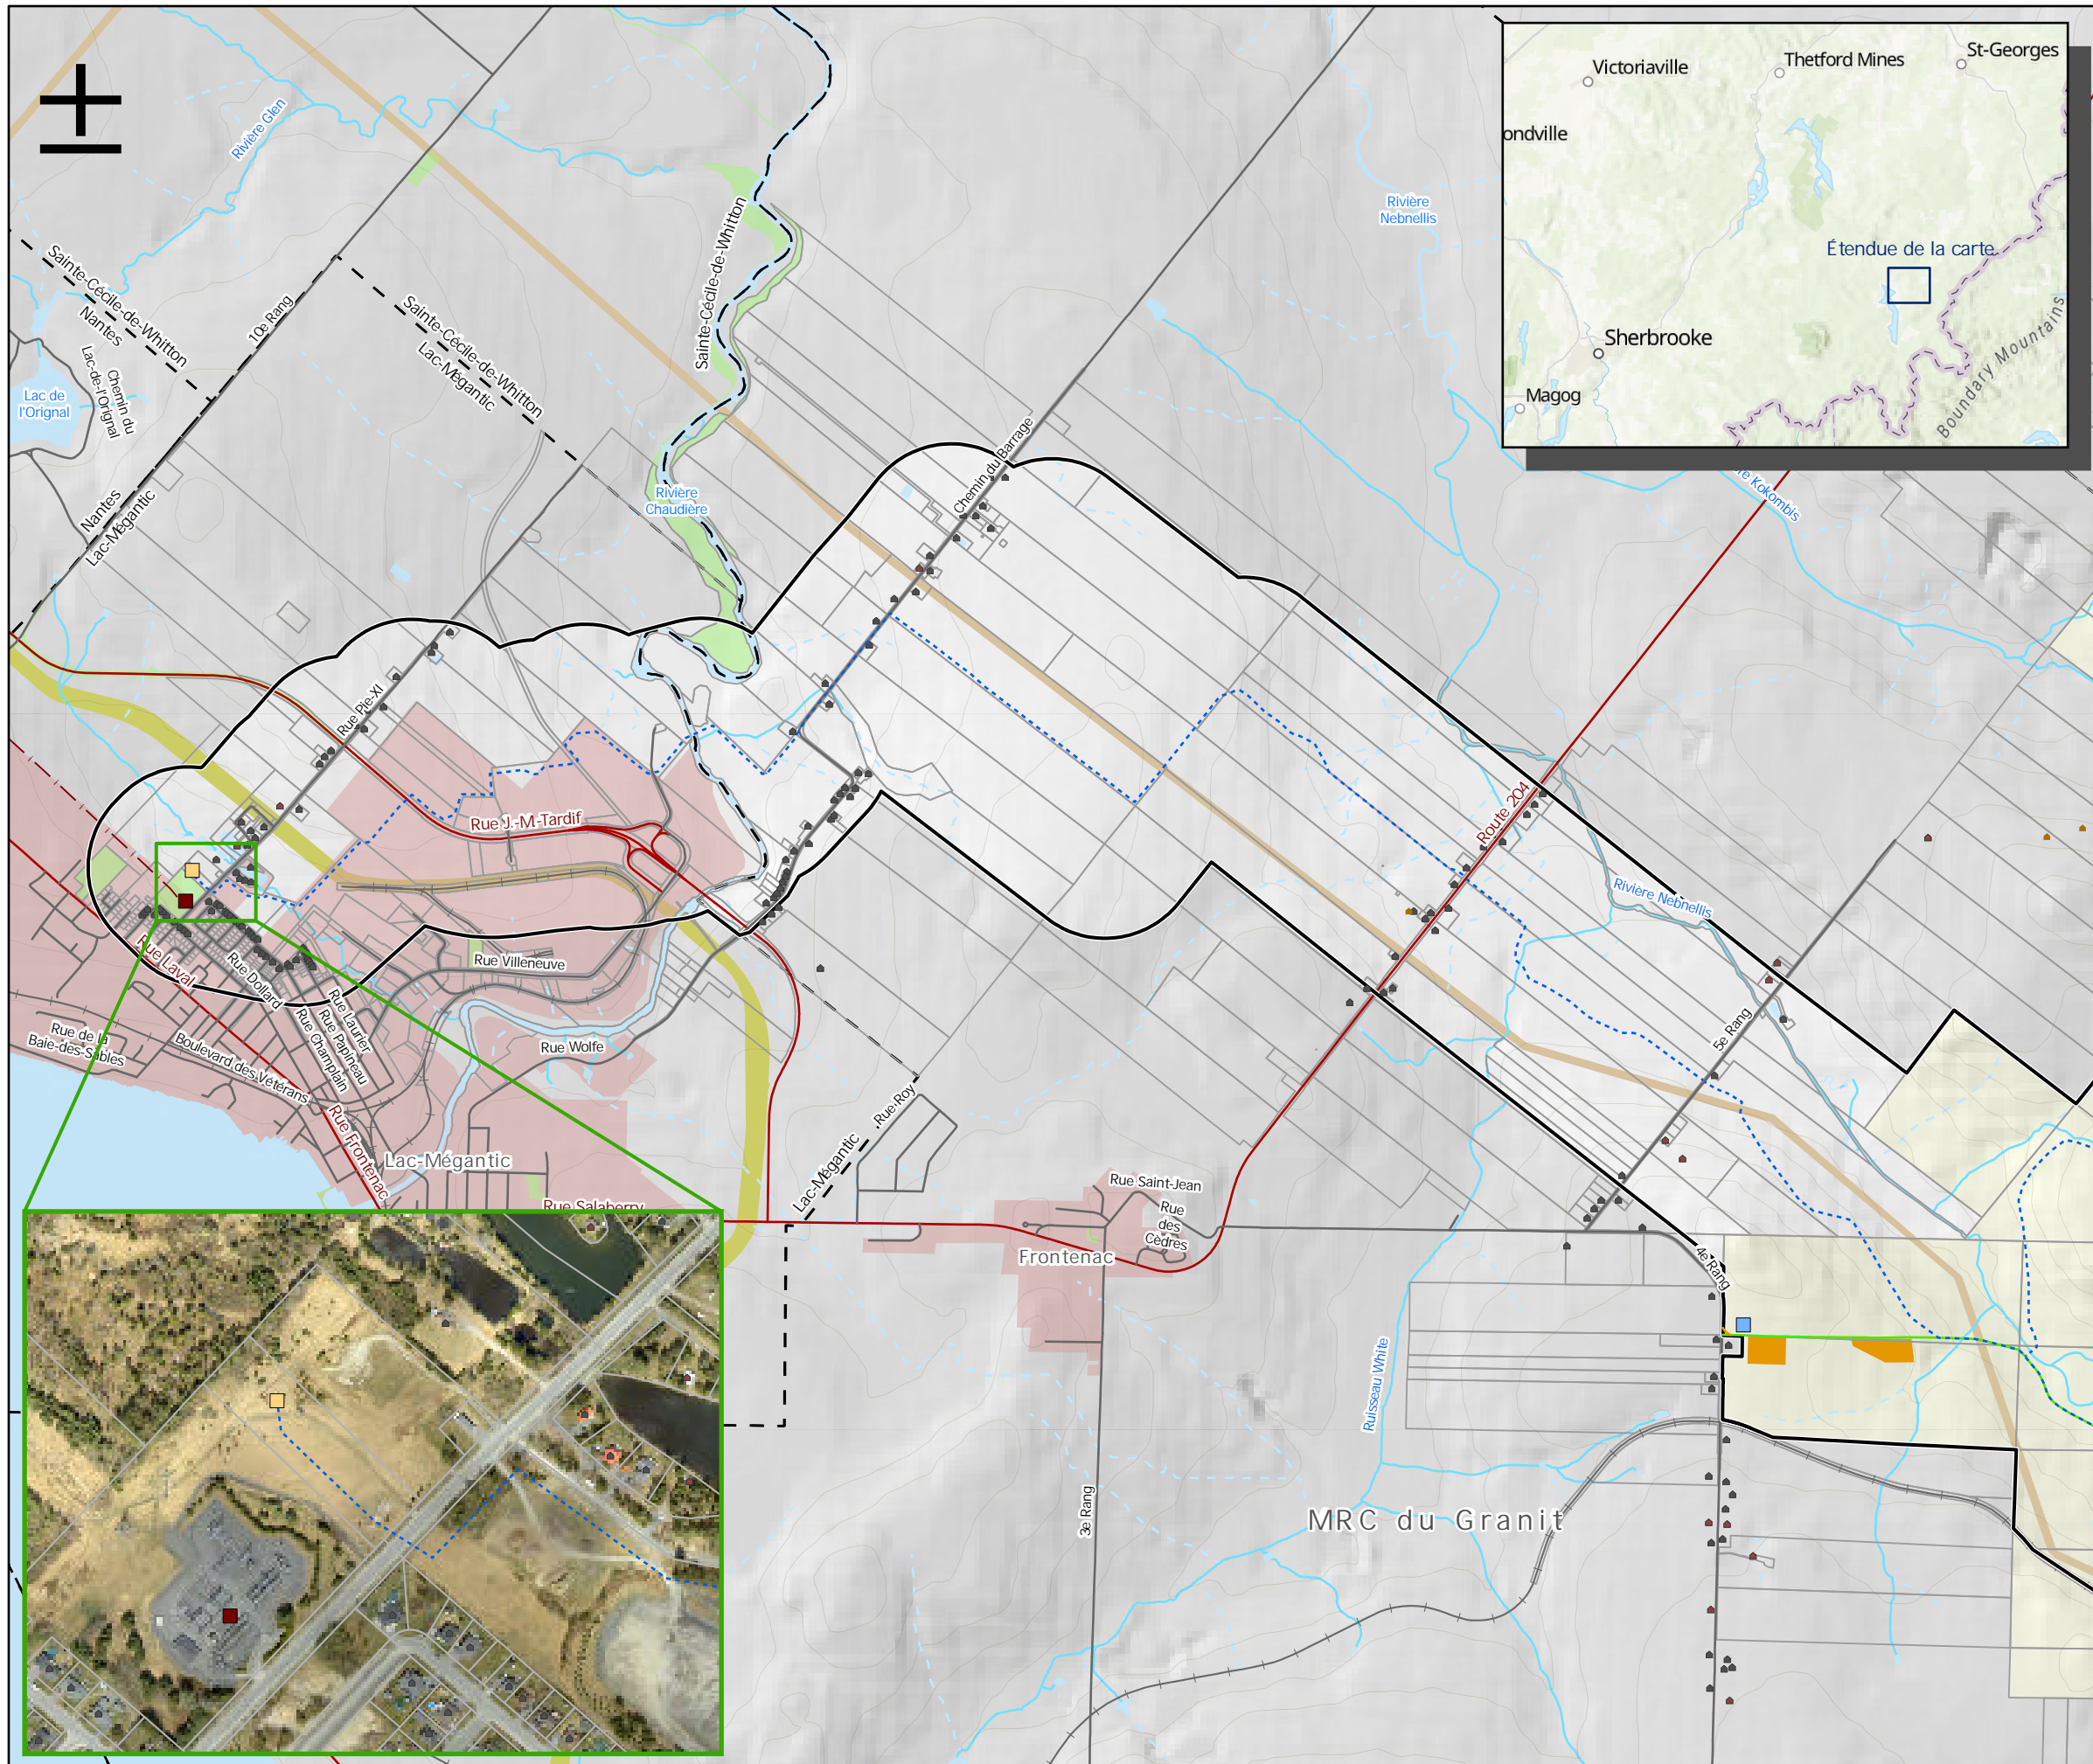 Victoriaville
Thetford Mines
St-Georges
ondville
Étendue de la carte
Sherbrooke
Magog
Boundary Mountains
Rivière Glen
Rivière
Nebnellis
Sainte-Cécile-de-Whitton
Sainte-Cécile-de-Whitton
Nantes
10e Rang
Sainte-Cécile-de-Whitton
Lac-Mégantic
Lac de
l'Orignal
Chemin du
Lac-de-l'Orignal
Nantes
Lac-Mégantic
Rivière
Chaudière
Chemin du Barrage
re Kokombis
Rue Pie-XI
Rue J.-M-Tardif
Route 204
Rivière Nebnellis
Rue Laval
Rue Dollard
Rue Villeneuve
Rue Laurier
Rue Papineau
Rue Champlain
Rue de la
Baie-des-Sables
Boulevard des Vétérans
Rue Wolfe
5e Rang
Rue Frontenac
Lac-Mégantic
Rue Roy
Lac-Mégantic
Rue Salaberry
Rue Saint-Jean
Rue
des
Cèdres
Frontenac
4e Rang
Ruisseau White
3e Rang
MRC du Granit